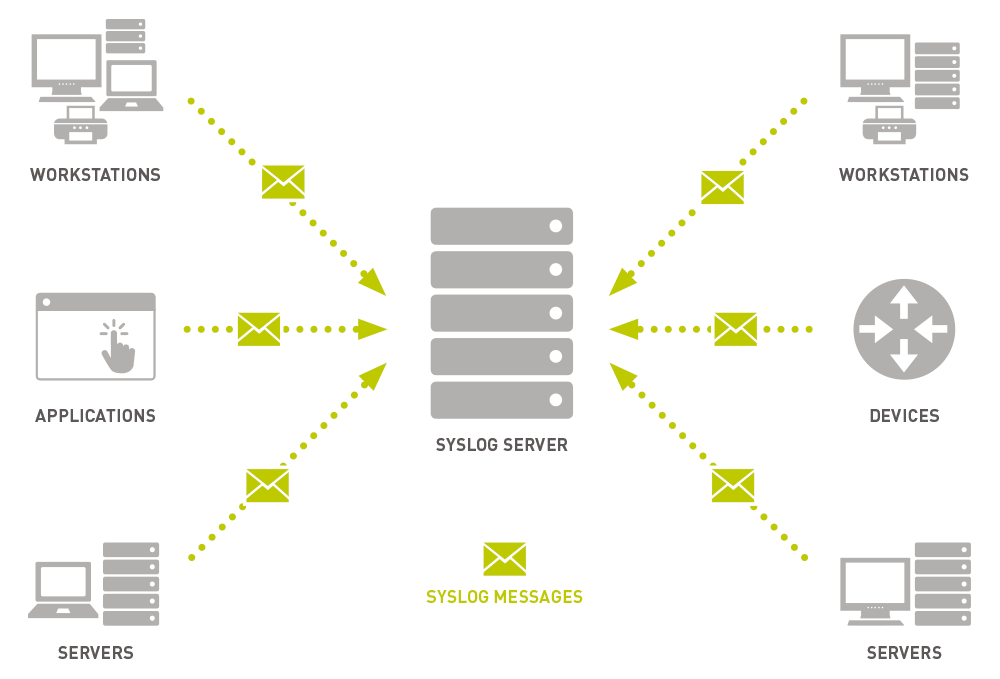 WORKSTATIONS
WORKSTATIONS
APPLICATIONS
DEVICES
SYSLOG SERVER
SYSLOG MESSAGES
SERVERS
SERVERS